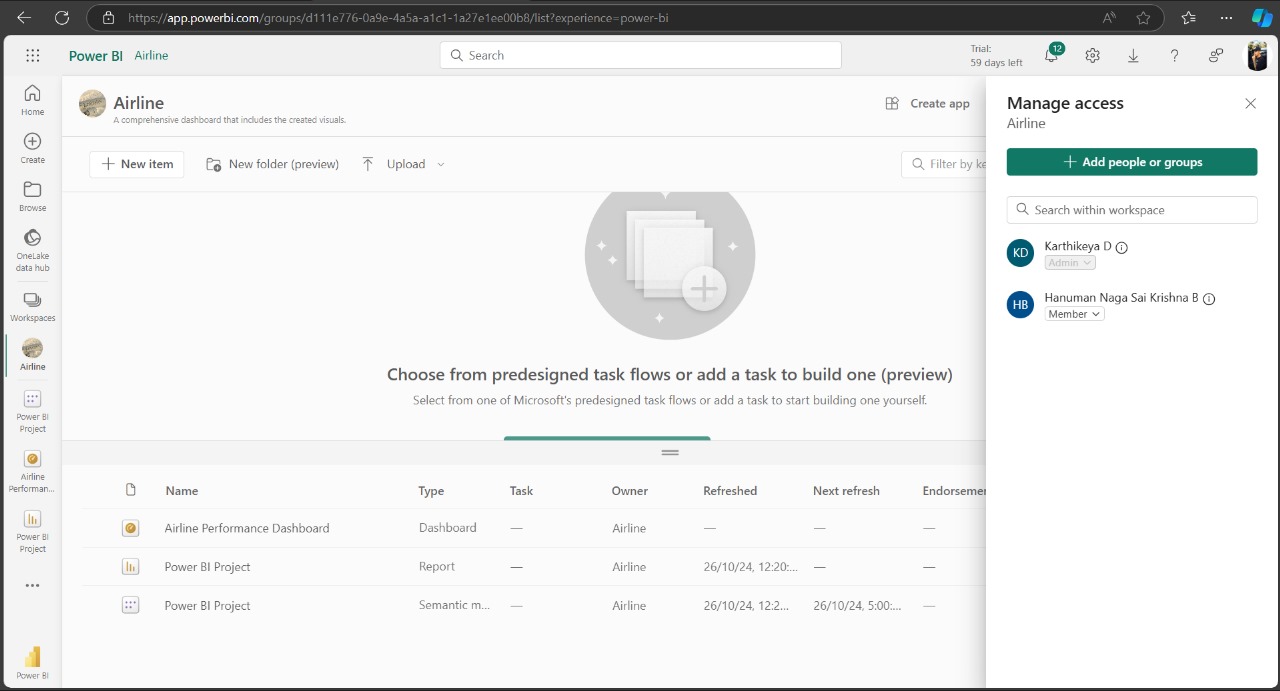 https://app.powerbi.com/groups/d111e776-0a9e-4a5a-a1c1-1a27e1ee00b8/list?experience=power-bi
Power BI Airline
Search
Trial:
59 days left
12
Home
Create
Browse
OneLake
data hub
Workspaces
Airline
Power BI
Project
Airline
Performan...
Power BI
Project
Power BI
Airline
A comprehensive dashboard that includes the created visuals.
Create app
New item
New folder (preview)
Upload
Filter by ke
Choose from predesigned task flows or add a task to build one (preview)
Select from one of Microsoft's predesigned task flows or add a task to start building one yourself.
Name Type Task Owner Refreshed Next refresh Endorsemen
Airline Performance Dashboard Dashboard — Airline — — —
Power BI Project Report — Airline 26/10/24, 12:20:... — —
Power BI Project Semantic m... — Airline 26/10/24, 12:2... 26/10/24, 5:00:... —
Manage access
Airline
Add people or groups
Search within workspace
KD Karthikeya D
Admin
HB Hanuman Naga Sai Krishna B
Member